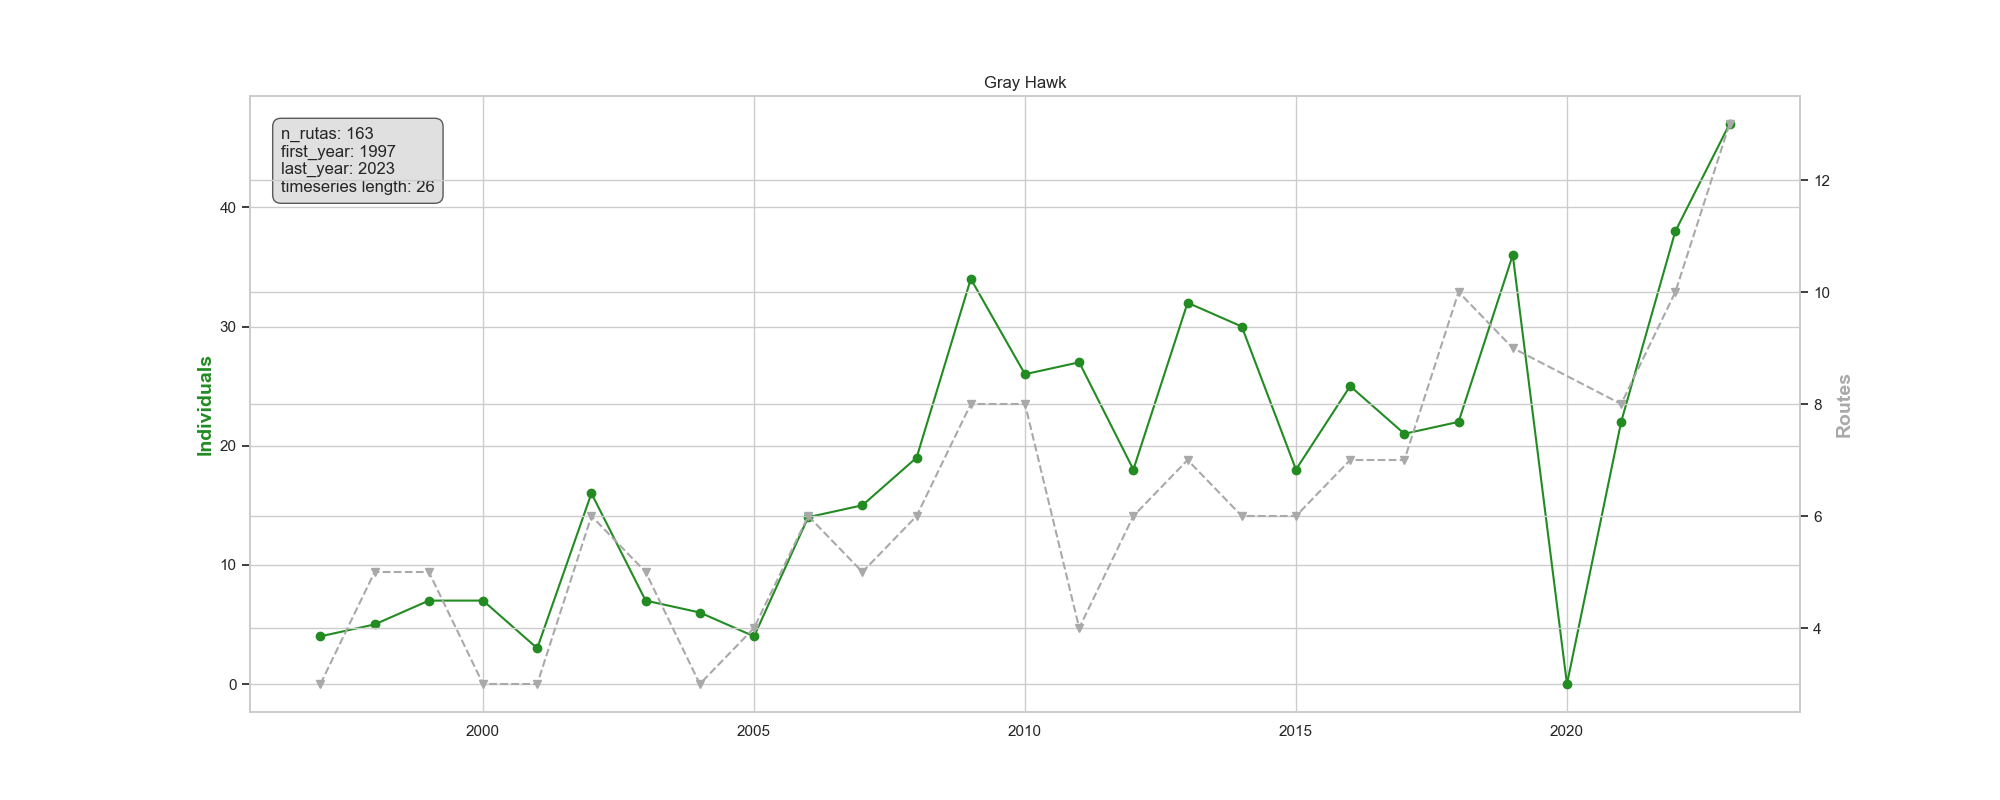 Gray Hawk
n_rutas: 163
first_year: 1997
last_year: 2023
timeseries length: 26
Individuals
40
30
20
10
0
12
10
8
6
4
Routes
2000
2005
2010
2015
2020